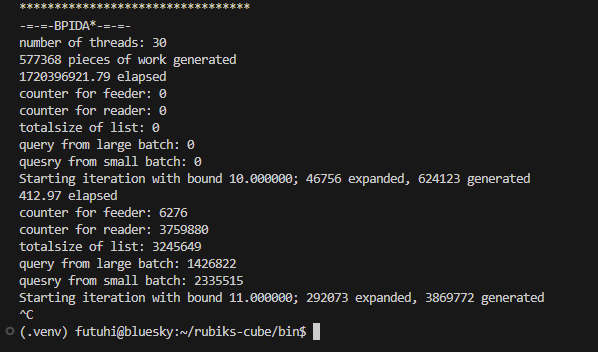 ********************************
-=-=-BPIDA*-=-=-
number of threads: 30
577368 pieces of work generated
1720396921.79 elapsed
counter for feeder: 0
counter for reader: 0
totalsize of list: 0
query from large batch: 0
quesry from small batch: 0
Starting iteration with bound 10.000000; 46756 expanded, 624123 generated
412.97 elapsed
counter for feeder: 6276
counter for reader: 3759880
totalsize of list: 3245649
query from large batch: 1426822
quesry from small batch: 2335515
Starting iteration with bound 11.000000; 292073 expanded, 3869772 generated
^C
(.venv) futuhi@bluesky:~/rubiks-cube/bin$